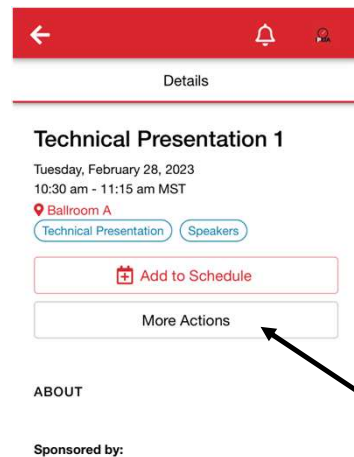 Details
Technical Presentation 1
Tuesday, February 28, 2023
10:30 am - 11:15 am MST
Ballroom A
Technical Presentation Speakers
Add to Schedule
More Actions
ABOUT
Sponsored by: